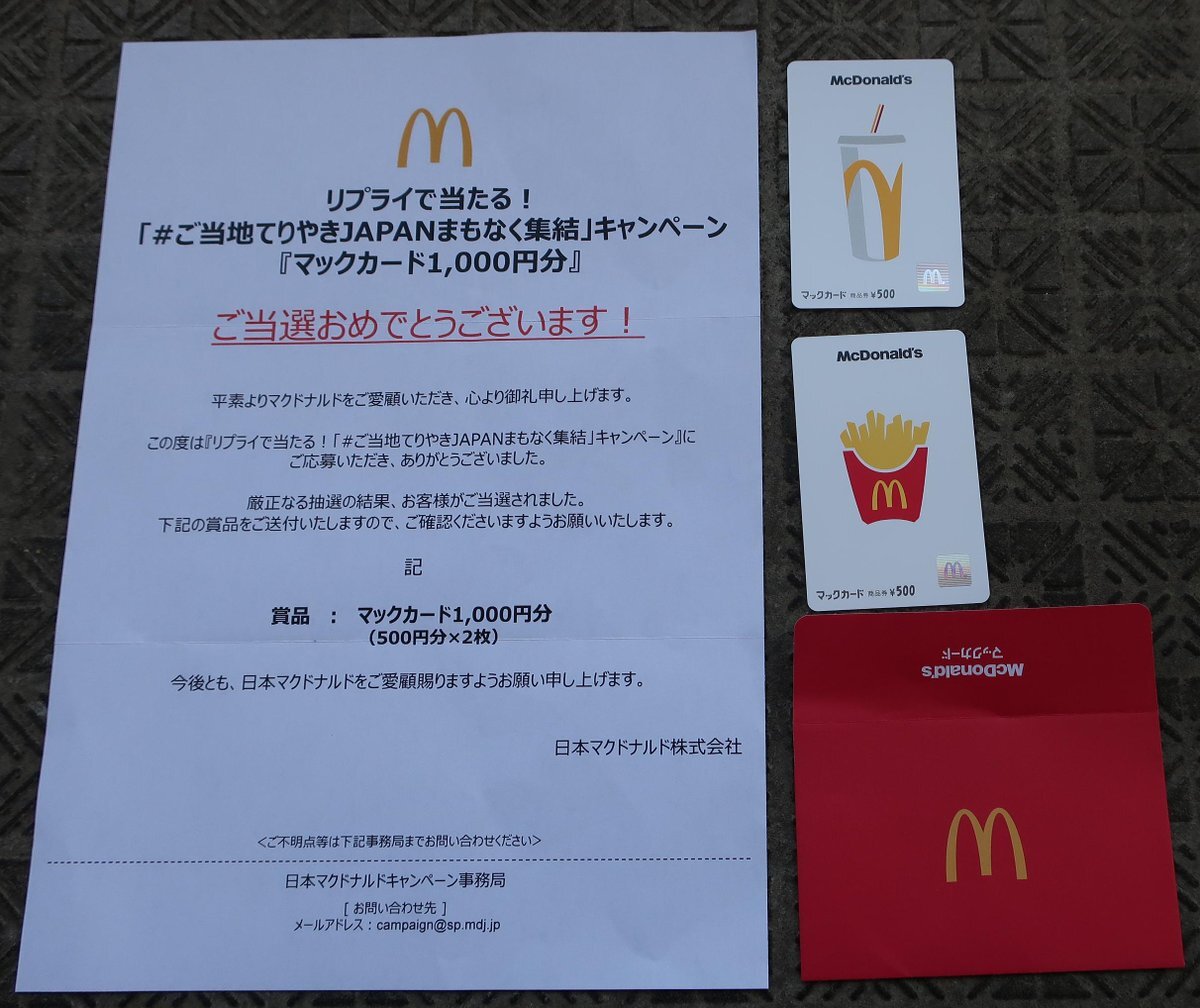 リプライで当たる！
「#ご当地てりやきJAPANまもなく集結」キャンペーン
『マックカード1,000円分』
ご当選おめでとうございます！
平素よりマクドナルドをご愛顧いただき、心より御礼申し上げます。
この度は『リプライで当たる！「#ご当地てりやきJAPANまもなく集結」キャンペーン』に
ご応募いただき、ありがとうございました。
厳正なる抽選の結果、お客様がご当選されました。
下記の賞品をご送付いたしますので、ご確認くださいますようお願いいたします。
記
賞品 ： マックカード1,000円分
（500円分×2枚）
今後とも、日本マクドナルドをご愛顧賜りますようお願い申し上げます。
日本マクドナルド株式会社
<ご不明点等は下記事務局までお問い合わせください>
日本マクドナルドキャンペーン事務局
[ お問い合わせ先 ]
メールアドレス：campaign@sp.mdj.jp
McDonald's
マックカード 商品券 ¥500
McDonald's
マックカード 商品券 ¥500
McDonald's
マックカード